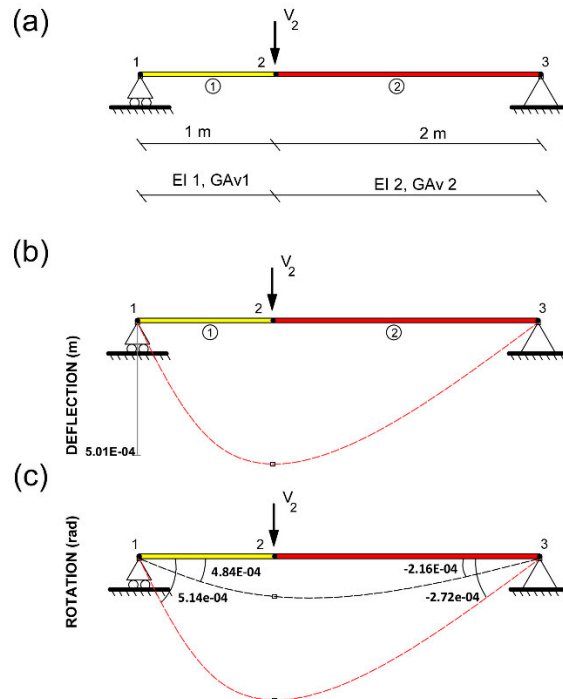 (a)
V2
1 2 3
① ②
1 m 2 m
EI 1, GAv1 EI 2, GAv 2
(b)
V2
1 2 3
① ②
DEFLECTION (m)
5.01E-04
(c)
V2
1 2 3
ROTATION (rad)
4.84E-04 -2.16E-04
5.14e-04 -2.72e-04